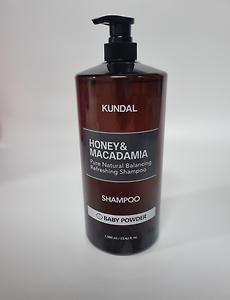 KUNDAL
HONEY&
MACADAMIA
Pure Natural Balancing
Refreshing Shampoo
SHAMPOO
BABY POWDER